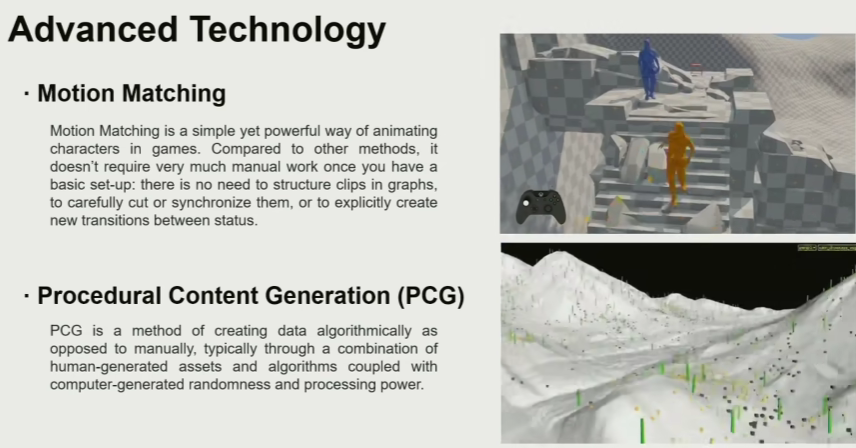 Advanced Technology
· Motion Matching
Motion Matching is a simple yet powerful way of animating
characters in games. Compared to other methods, it
doesn't require very much manual work once you have a
basic set-up: there is no need to structure clips in graphs,
to carefully cut or synchronize them, or to explicitly create
new transitions between status.
· Procedural Content Generation (PCG)
PCG is a method of creating data algorithmically as
opposed to manually, typically through a combination of
human-generated assets and algorithms coupled with
computer-generated randomness and processing power.